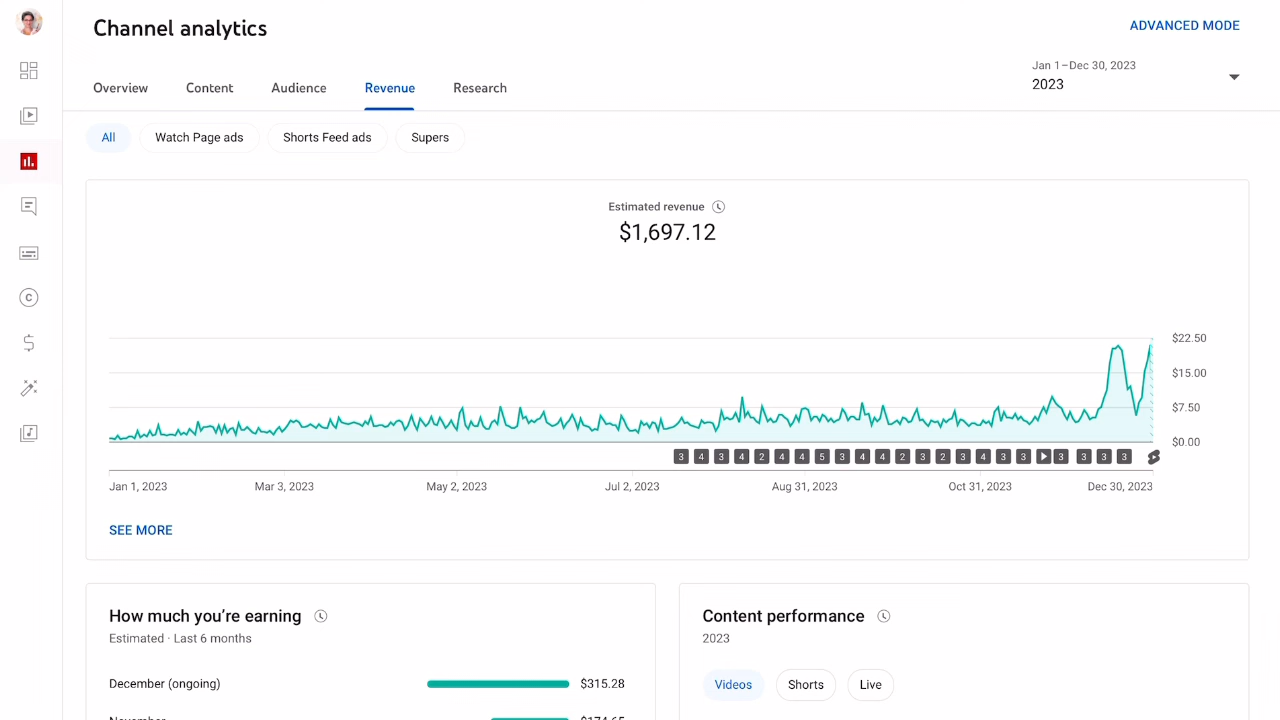 Channel analytics
ADVANCED MODE
Jan 1–Dec 30, 2023
2023
Overview Content Audience Revenue Research
All Watch Page ads Shorts Feed ads Supers
Estimated revenue
$1,697.12
$22.50
$15.00
$7.50
$0.00
3 4 3 4 2 4 4 5 3 4 4 2 3 2 3 4 3 3 3 3 3 3
Jan 1, 2023 Mar 3, 2023 May 2, 2023 Jul 2, 2023 Aug 31, 2023 Oct 31, 2023 Dec 30, 2023
SEE MORE
How much you’re earning
Estimated · Last 6 months
December (ongoing) $315.28
November $174.65
Content performance
2023
Videos Shorts Live